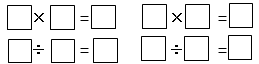 □ × □ = □ □ × □ = □
□ ÷ □ = □ □ ÷ □ = □